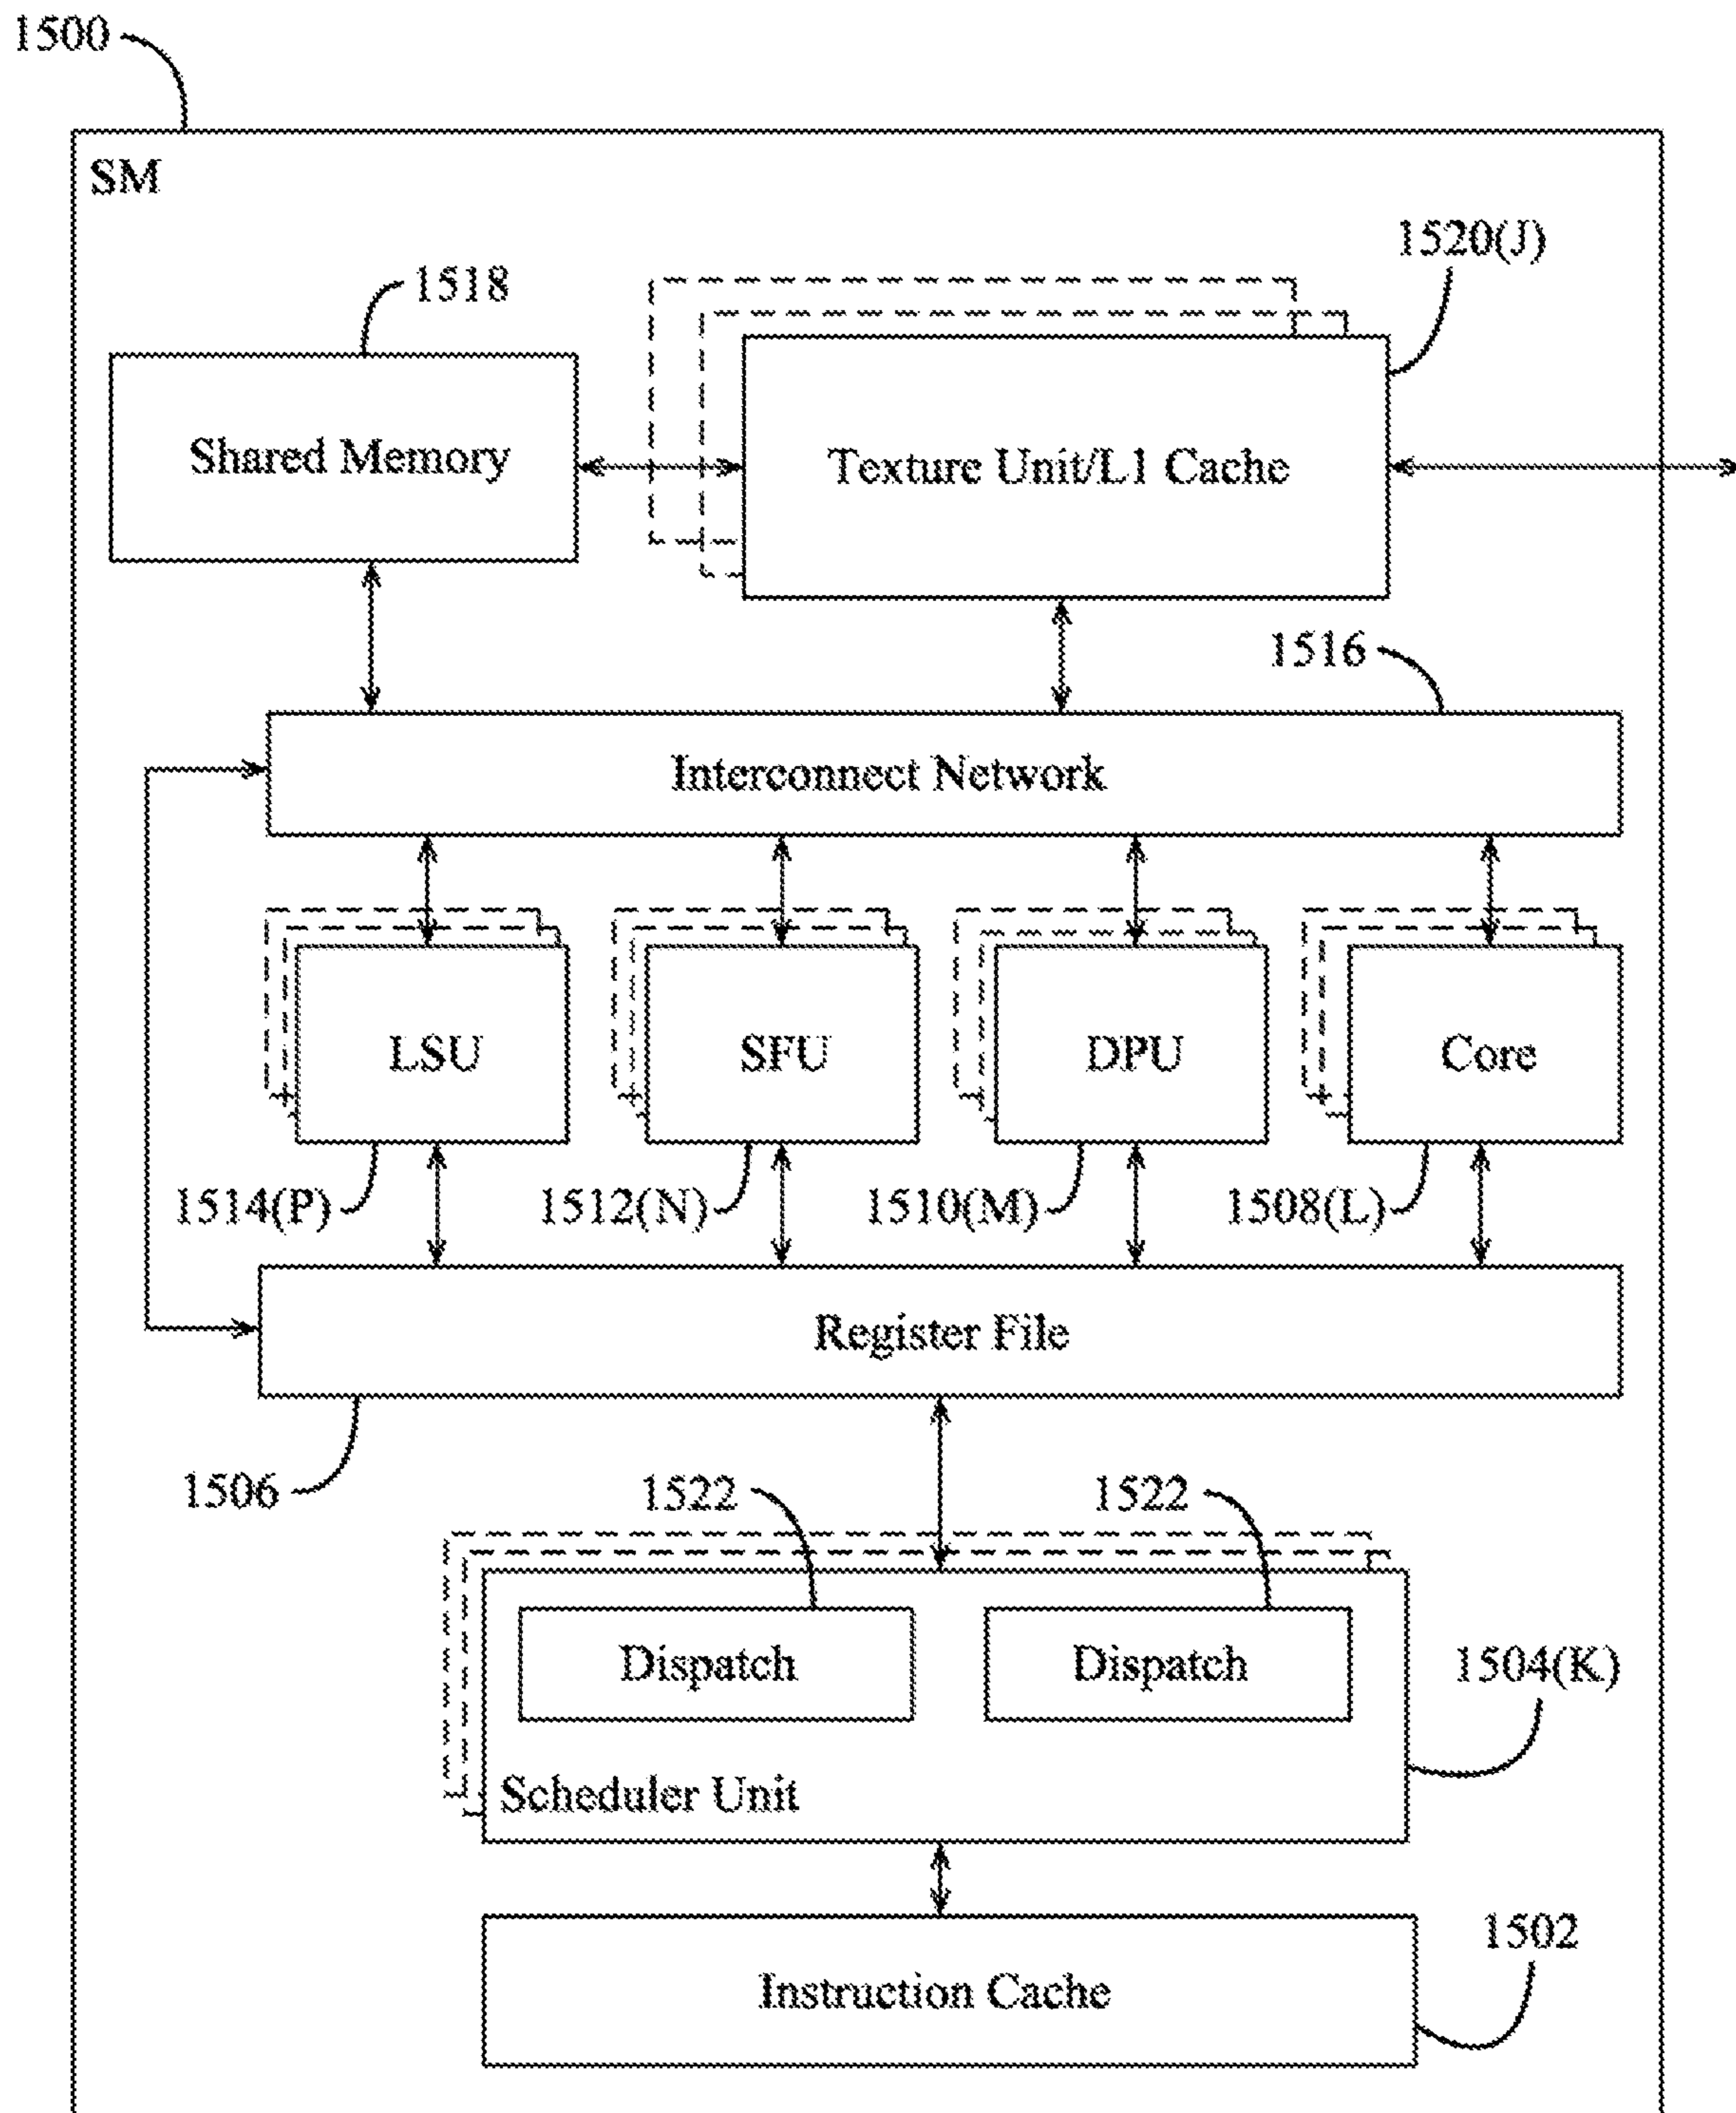 1500
SM
1520(J)
1518
Shared Memory
Texture Unit/L1 Cache
1516
Interconnect Network
LSU
SFU
DPU
Core
1514(P)
1512(N)
1510(M)
1508(L)
Register File
1506
1522
1522
Dispatch
Dispatch
1504(K)
Scheduler Unit
1502
Instruction Cache